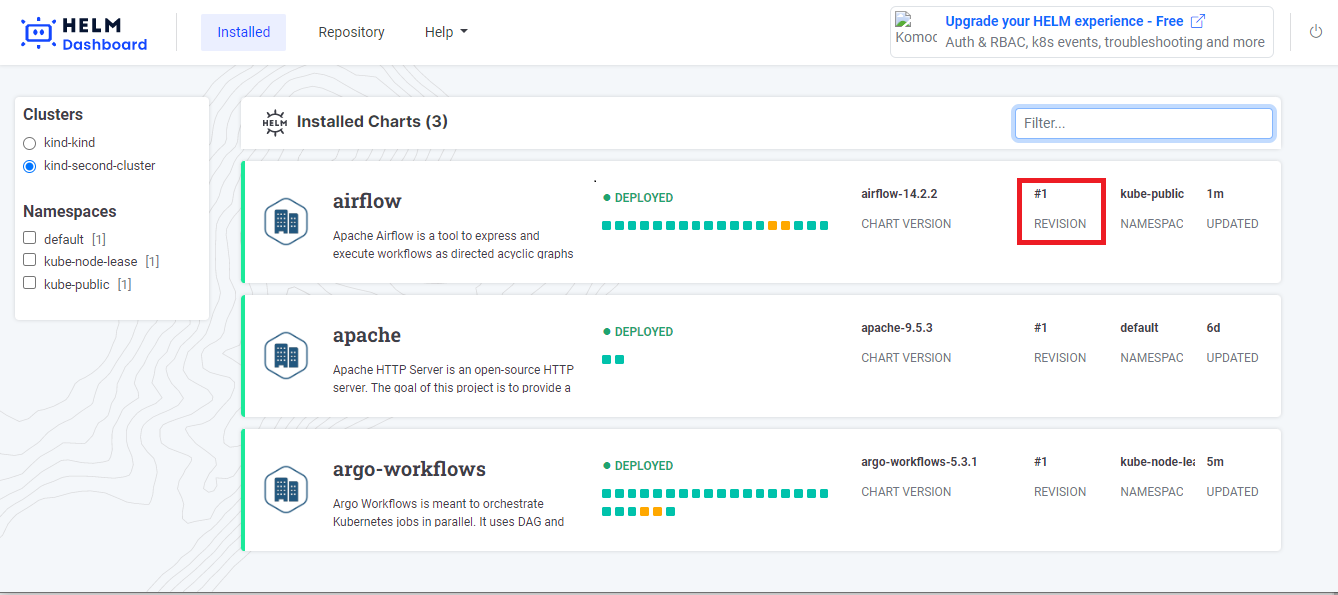 HELM
Dashboard
Installed
Repository
Help
Komoc
Upgrade your HELM experience - Free
Auth & RBAC, k8s events, troubleshooting and more
Clusters
kind-kind
kind-second-cluster
Namespaces
default [1]
kube-node-lease [1]
kube-public [1]
HELM
Installed Charts (3)
Filter...
airflow
Apache Airflow is a tool to express and
execute workflows as directed acyclic graphs
DEPLOYED
airflow-14.2.2
CHART VERSION
#1
REVISION
kube-public
NAMESPAC
1m
UPDATED
apache
Apache HTTP Server is an open-source HTTP
server. The goal of this project is to provide a
DEPLOYED
apache-9.5.3
CHART VERSION
#1
REVISION
default
NAMESPAC
6d
UPDATED
argo-workflows
Argo Workflows is meant to orchestrate
Kubernetes jobs in parallel. It uses DAG and
DEPLOYED
argo-workflows-5.3.1
CHART VERSION
#1
REVISION
kube-node-lea
NAMESPAC
5m
UPDATED